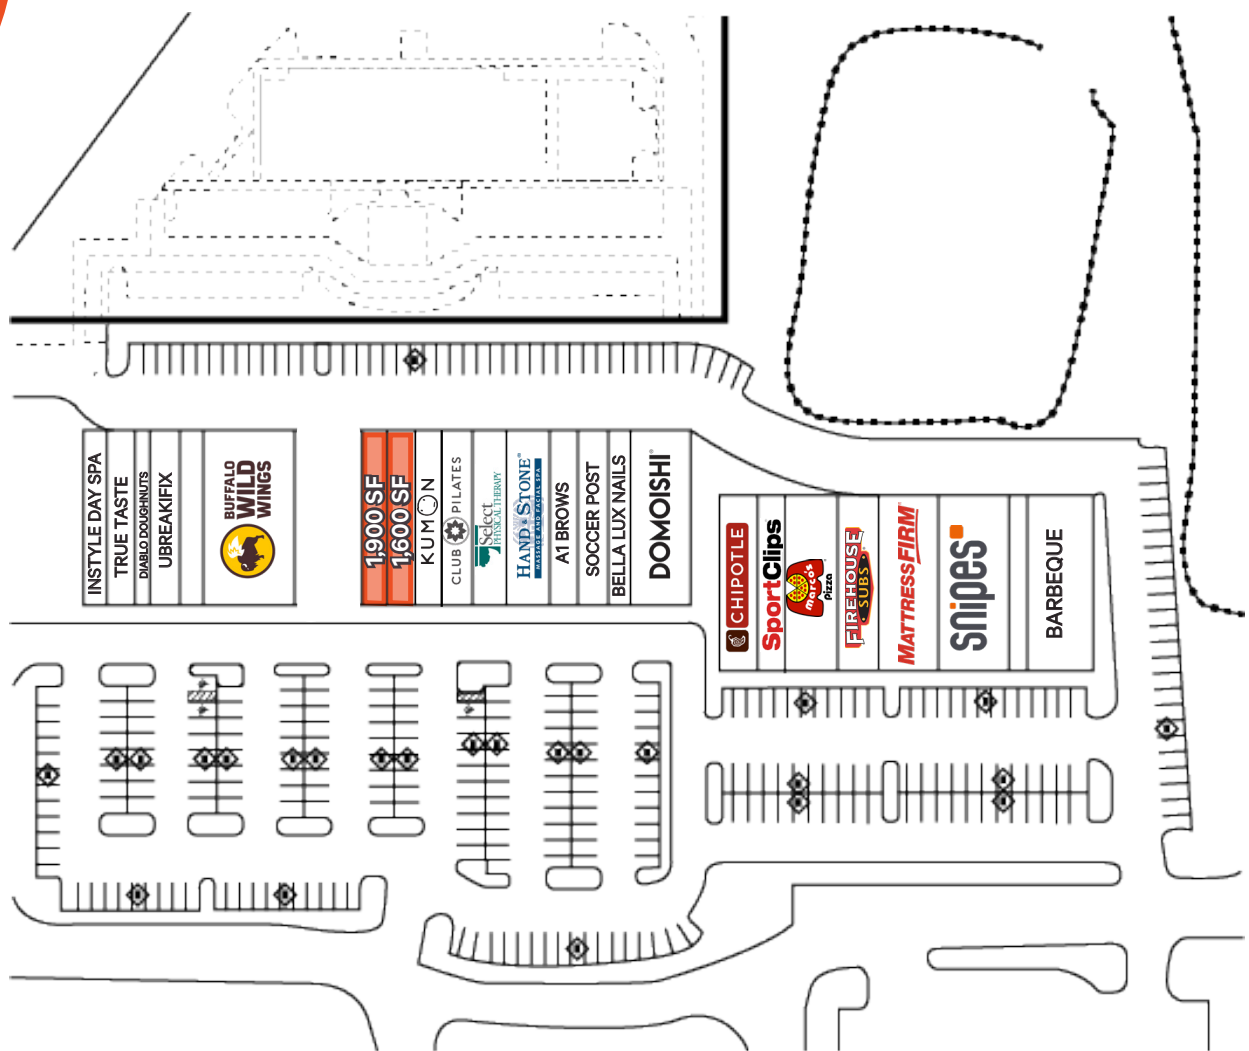 INSTYLE DAY SPA
TRUE TASTE
DIABLO DOUGHNUTS
UBREAKIFIX
BUFFALO
WILD
WINGS
1,900 SF
1,600 SF
KUMON
CLUB PILATES
Select
PHYSICAL THERAPY
HAND & STONE®
MASSAGE AND FACIAL SPA
A1 BROWS
SOCCER POST
BELLA LUX NAILS
DOMOISHI
CHIPOTLE
SportClips
marco's
Pizza
FIREHOUSE
SUBS
MATTRESSFIRM
snipes
BARBEQUE